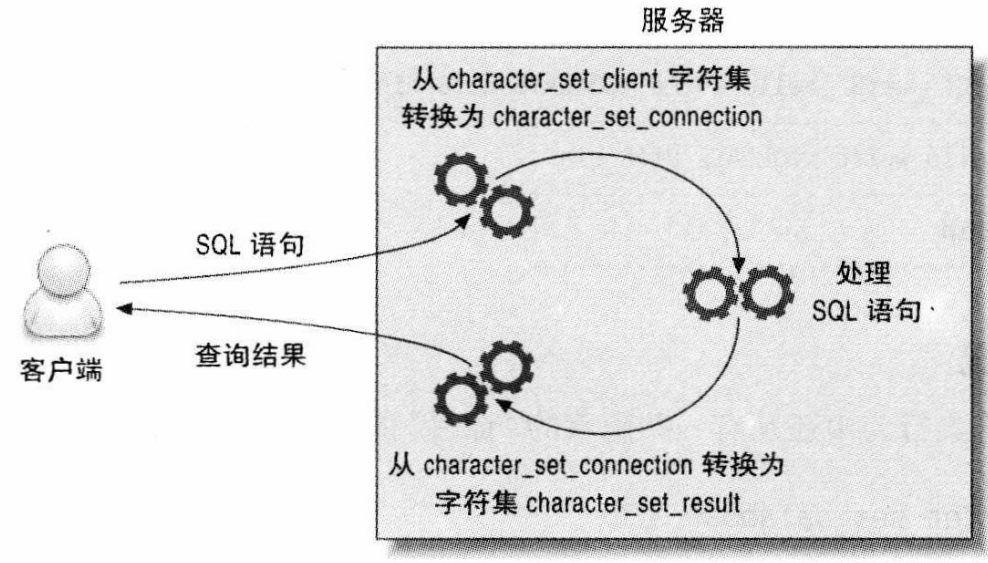 服务器
从 character_set_client 字符集
转换为 character_set_connection
SQL 语句
处理
SQL 语句
客户端
查询结果
从 character_set_connection 转换为
字符集 character_set_result